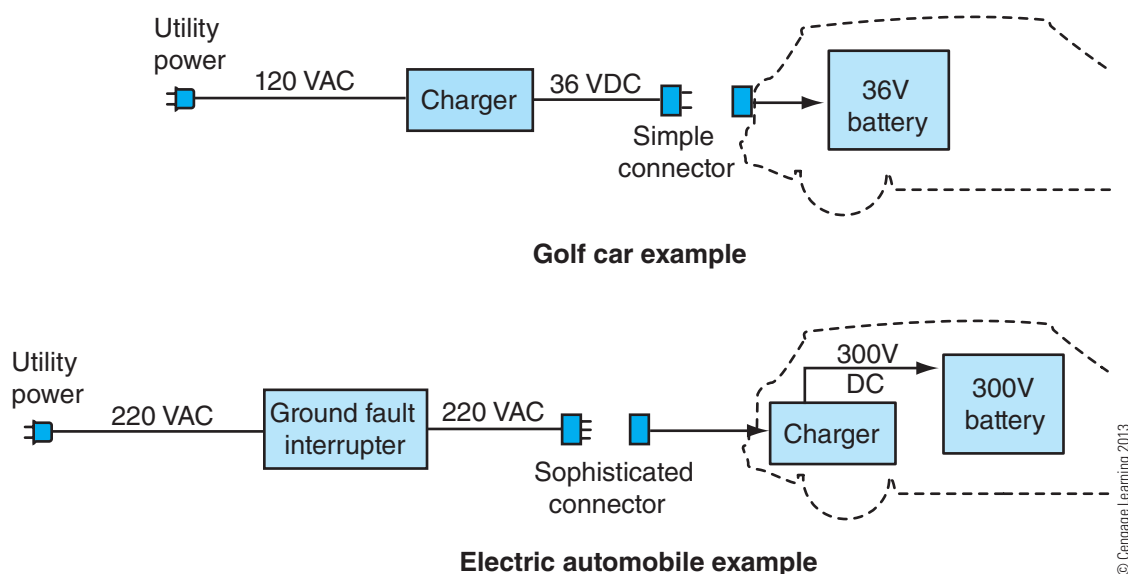 Utility
power
120 VAC
Charger
36 VDC
Simple
connector
36V
battery
Golf car example
Utility
power
220 VAC
Ground fault
interrupter
220 VAC
Sophisticated
connector
300V
DC
Charger
300V
battery
Electric automobile example
© Cengage Learning 2013